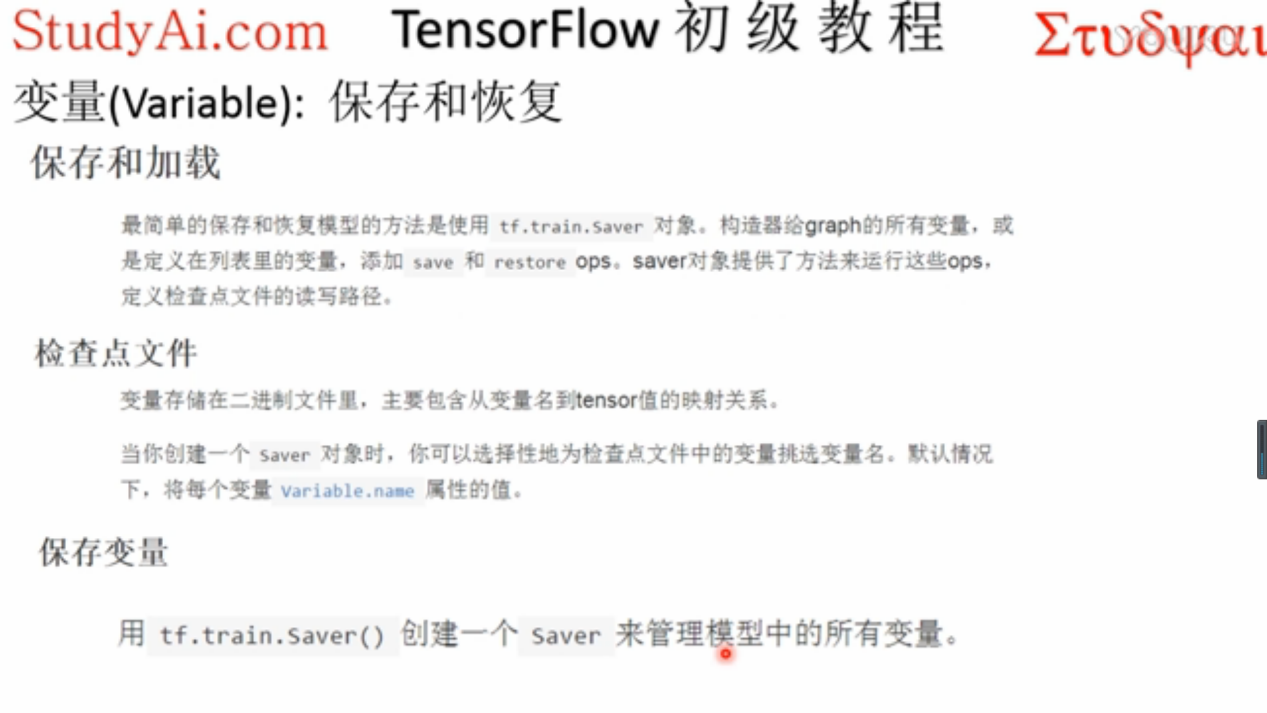 StudyAi.com TensorFlow 初级教程 Στυδψαι
变量(Variable): 保存和恢复
保存和加载
最简单的保存和恢复模型的方法是使用 tf.train.Saver 对象。构造器给graph的所有变量，或
是定义在列表里的变量，添加 save 和 restore ops。saver对象提供了方法来运行这些ops，
定义检查点文件的读写路径。
检查点文件
变量存储在二进制文件里，主要包含从变量名到tensor值的映射关系。
当你创建一个 Saver 对象时，你可以选择性地为检查点文件中的变量挑选变量名。默认情况
下，将每个变量 Variable.name 属性的值。
保存变量
用 tf.train.Saver() 创建一个 Saver 来管理模型中的所有变量。